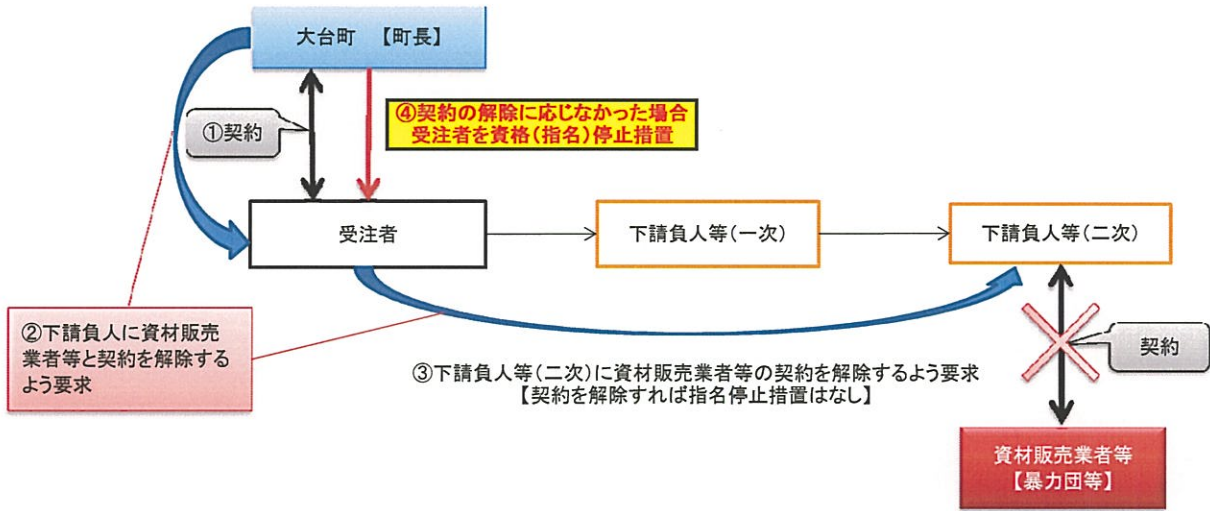 大台町 【町長】
①契約
④契約の解除に応じなかった場合
受注者を資格(指名)停止措置
受注者
下請負人等(一次)
下請負人等(二次)
②下請負人に資材販売
業者等と契約を解除する
よう要求
契約
③下請負人等(二次)に資材販売業者等の契約を解除するよう要求
【契約を解除すれば指名停止措置はなし】
資材販売業者等
【暴力団等】